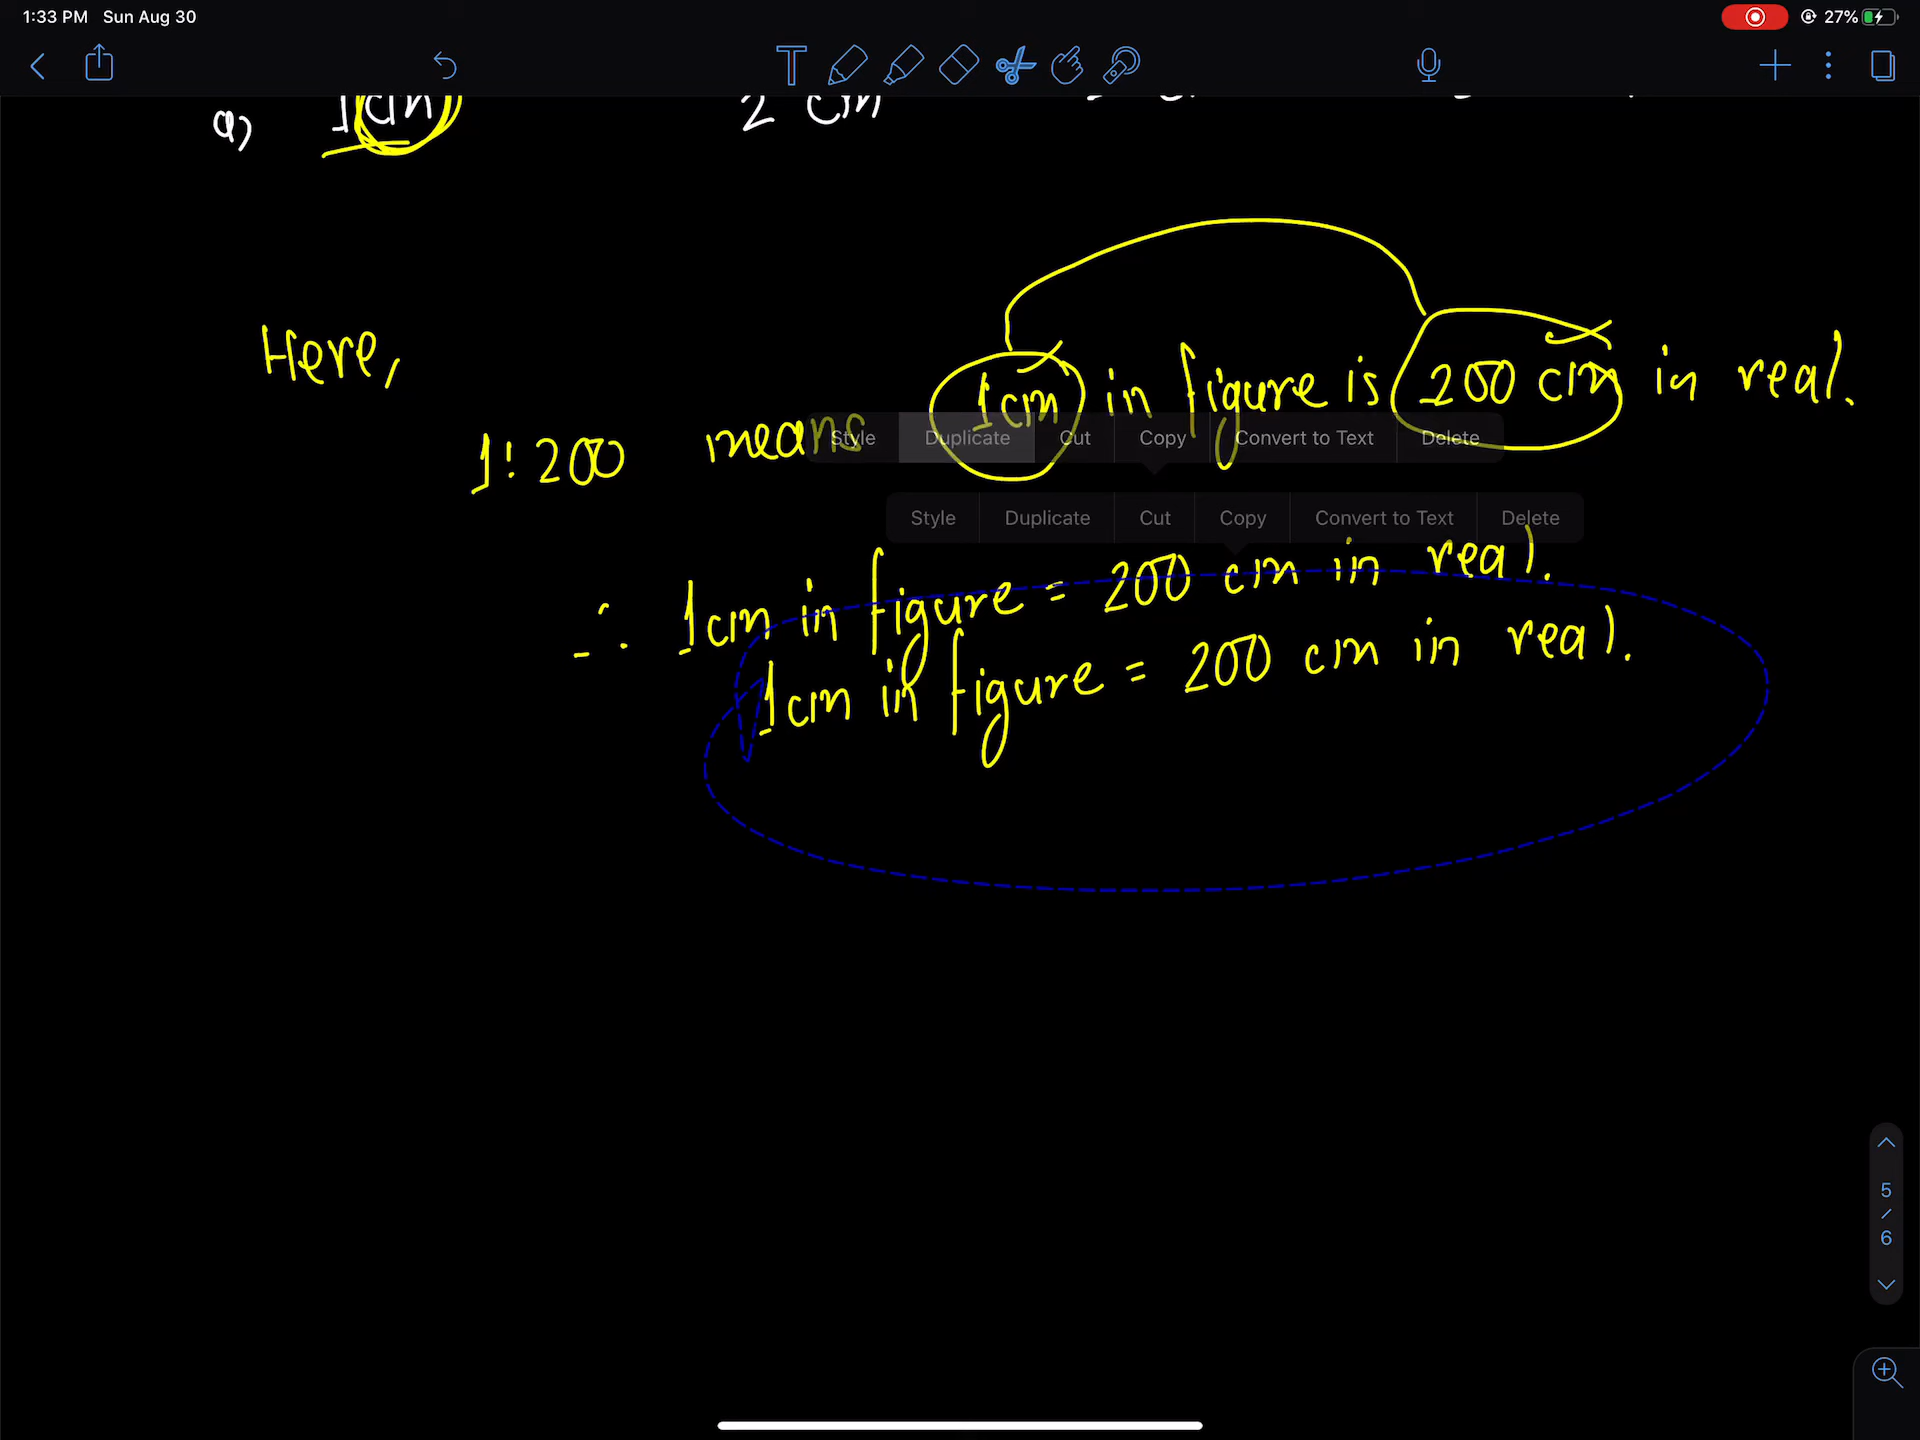 1:33 PM Sun Aug 30
27%
a) 1cm 2 cm
Here,
1cm in figure is 200 cm in real.
1:200 means
Style Duplicate Cut Copy Convert to Text Delete
Style Duplicate Cut Copy Convert to Text Delete
∴ 1cm in figure = 200 cm in real.
1cm in figure = 200 cm in real.
5
/
6